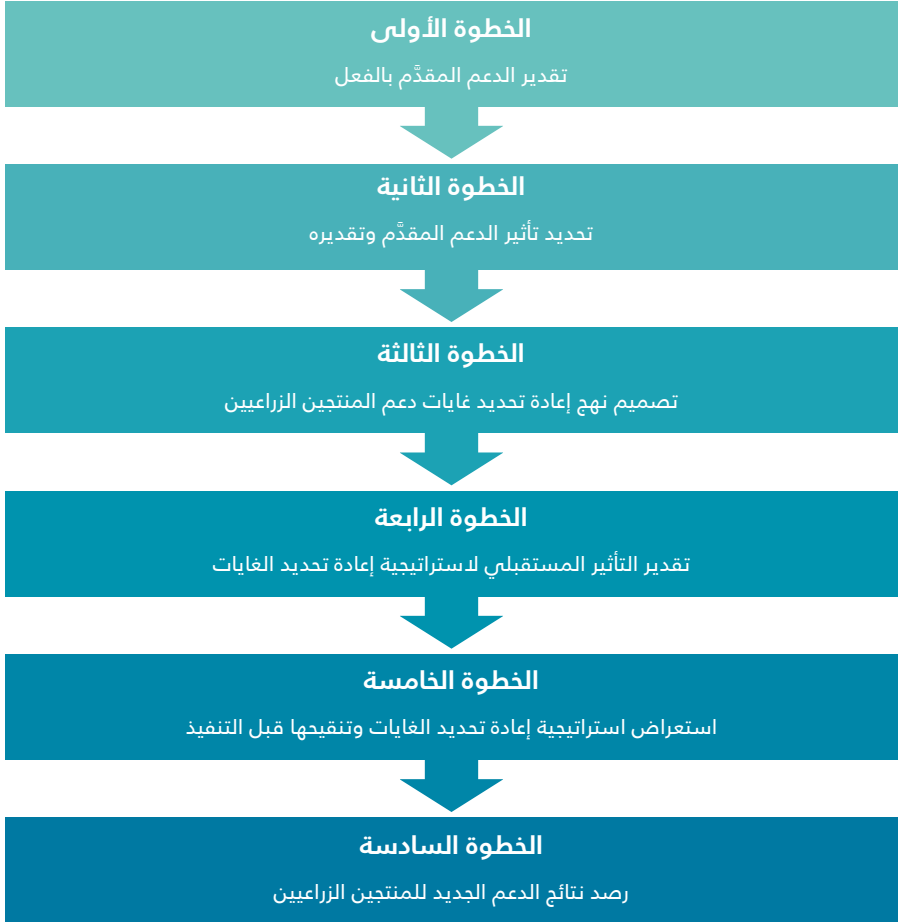 الخطوة الأولى
تقدير الدعم المقدَّم بالفعل
الخطوة الثانية
تحديد تأثير الدعم المقدَّم وتقديره
الخطوة الثالثة
تصميم نهج إعادة تحديد غايات دعم المنتجين الزراعيين
الخطوة الرابعة
تقدير التأثير المستقبلي لاستراتيجية إعادة تحديد الغايات
الخطوة الخامسة
استعراض استراتيجية إعادة تحديد الغايات وتنقيحها قبل التنفيذ
الخطوة السادسة
رصد نتائج الدعم الجديد للمنتجين الزراعيين